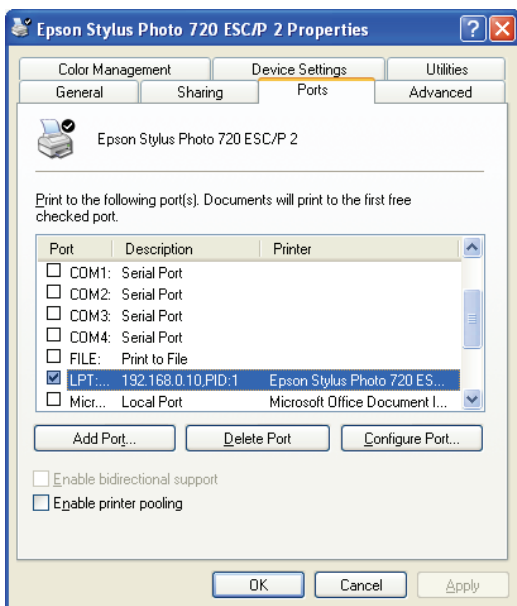 Epson Stylus Photo 720 ESC/P 2 Properties
Color Management Device Settings Utilities
General Sharing Ports Advanced
Epson Stylus Photo 720 ESC/P 2
Print to the following port(s). Documents will print to the first free
checked port.
Port Description Printer
COM1: Serial Port
COM2: Serial Port
COM3: Serial Port
COM4: Serial Port
FILE: Print to File
LPT:... 192.168.0.10,PID:1 Epson Stylus Photo 720 ES...
Micr... Local Port Microsoft Office Document I...
Add Port... Delete Port Configure Port...
Enable bidirectional support
Enable printer pooling
OK Cancel Apply